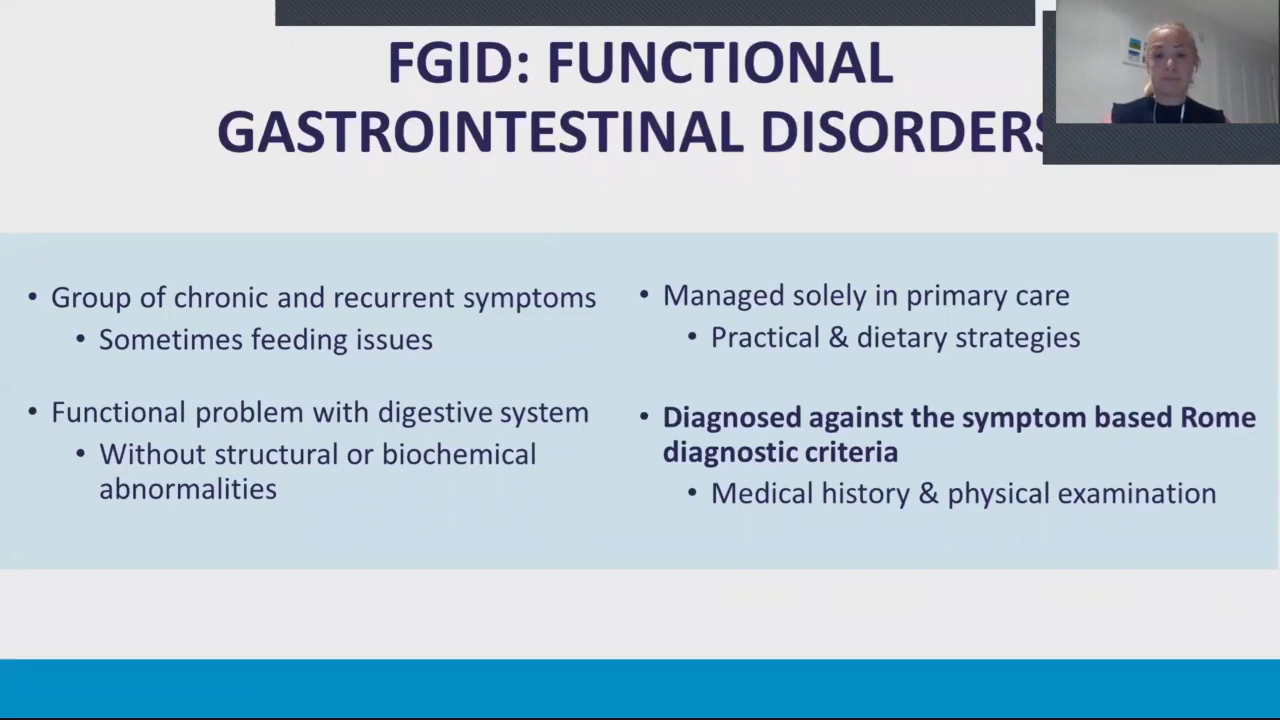 FGID: FUNCTIONAL
GASTROINTESTINAL DISORDERS
• Group of chronic and recurrent symptoms
• Sometimes feeding issues
• Functional problem with digestive system
• Without structural or biochemical
abnormalities
• Managed solely in primary care
• Practical & dietary strategies
• Diagnosed against the symptom based Rome
diagnostic criteria
• Medical history & physical examination